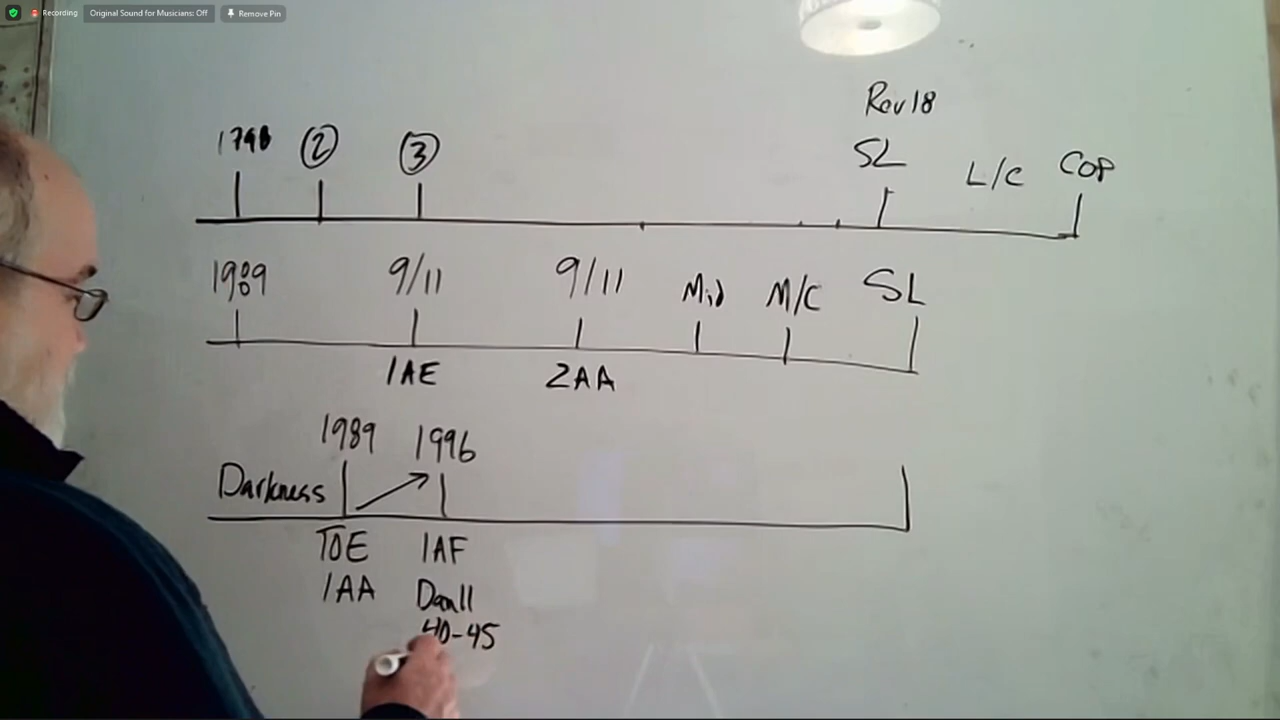 Recording Original Sound for Musicians: Off Remove Pin
Rev 18
1798 ② ③ SL L/C COP
1989 9/11 9/11 Mid M/C SL
1AE 2AA
1989 1996
Darkness
TOE 1AF
1AA Dan 11
40-45